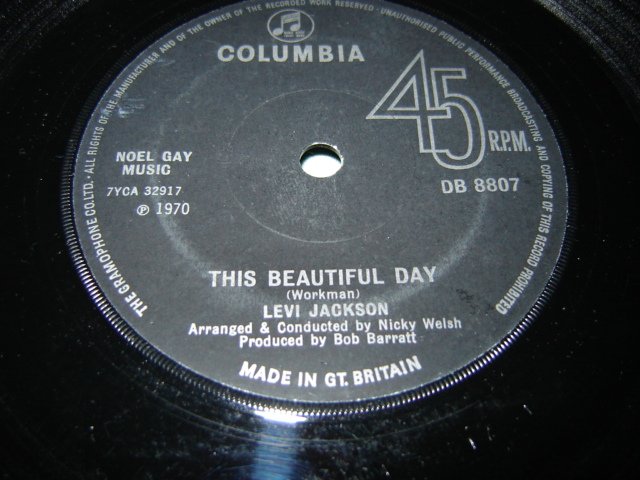 THE GRAMOPHONE CO. LTD. · ALL RIGHTS OF THE MANUFACTURER AND OF THE OWNER OF THE RECORDED WORK RESERVED · UNAUTHORISED PUBLIC PERFORMANCE BROADCASTING AND COPYING OF THIS RECORD PROHIBITED
COLUMBIA
45 R.P.M.
NOEL GAY
MUSIC
7YCA 32917
℗ 1970
DB 8807
THIS BEAUTIFUL DAY
(Workman)
LEVI JACKSON
Arranged & Conducted by Nicky Welsh
Produced by Bob Barratt
MADE IN GT. BRITAIN